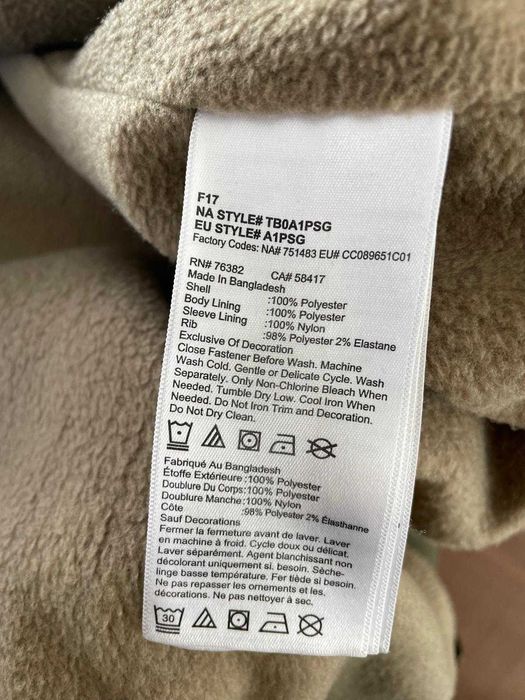 F17
NA STYLE# TB0A1PSG
EU STYLE# A1PSG
Factory Codes: NA# 751483 EU# CC089651C01
RN# 76382 CA# 58417
Made In Bangladesh
Shell :100% Polyester
Body Lining :100% Polyester
Sleeve Lining :100% Nylon
Rib :98% Polyester 2% Elastane
Exclusive Of Decoration
Close Fastener Before Wash. Machine
Wash Cold. Gentle or Delicate Cycle. Wash
Separately. Only Non-Chlorine Bleach When
Needed. Tumble Dry Low. Cool Iron When
Needed. Do Not Iron Trim and Decoration.
Do Not Dry Clean.
Fabriqué Au Bangladesh
Étoffe Extérieure :100% Polyester
Doublure Du Corps:100% Polyester
Doublure Manche:100% Nylon
Côte :98% Polyester 2% Élasthanne
Sauf Decorations
Fermer la fermeture avant de laver. Laver
en machine à froid. Cycle doux ou délicat.
Laver séparément. Agent blanchissant non
décolorant uniquement si. besoin. Sèche-
linge basse température. Fer tiède si besoin.
Ne pas repasser les ornements et les
décorations. Ne pas nettoyer à sec.
30